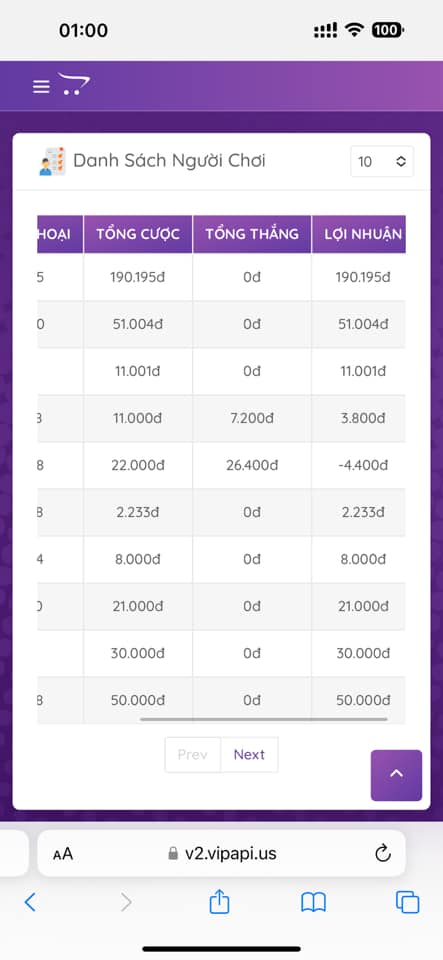 01:00
100
Danh Sách Người Chơi
10
HOẠI TỔNG CƯỢC TỔNG THẮNG LỢI NHUẬN
5 190.195đ 0đ 190.195đ
0 51.004đ 0đ 51.004đ
11.001đ 0đ 11.001đ
11.000đ 7.200đ 3.800đ
8 22.000đ 26.400đ -4.400đ
8 2.233đ 0đ 2.233đ
4 8.000đ 0đ 8.000đ
21.000đ 0đ 21.000đ
30.000đ 0đ 30.000đ
8 50.000đ 0đ 50.000đ
Prev Next
AA v2.vipapi.us